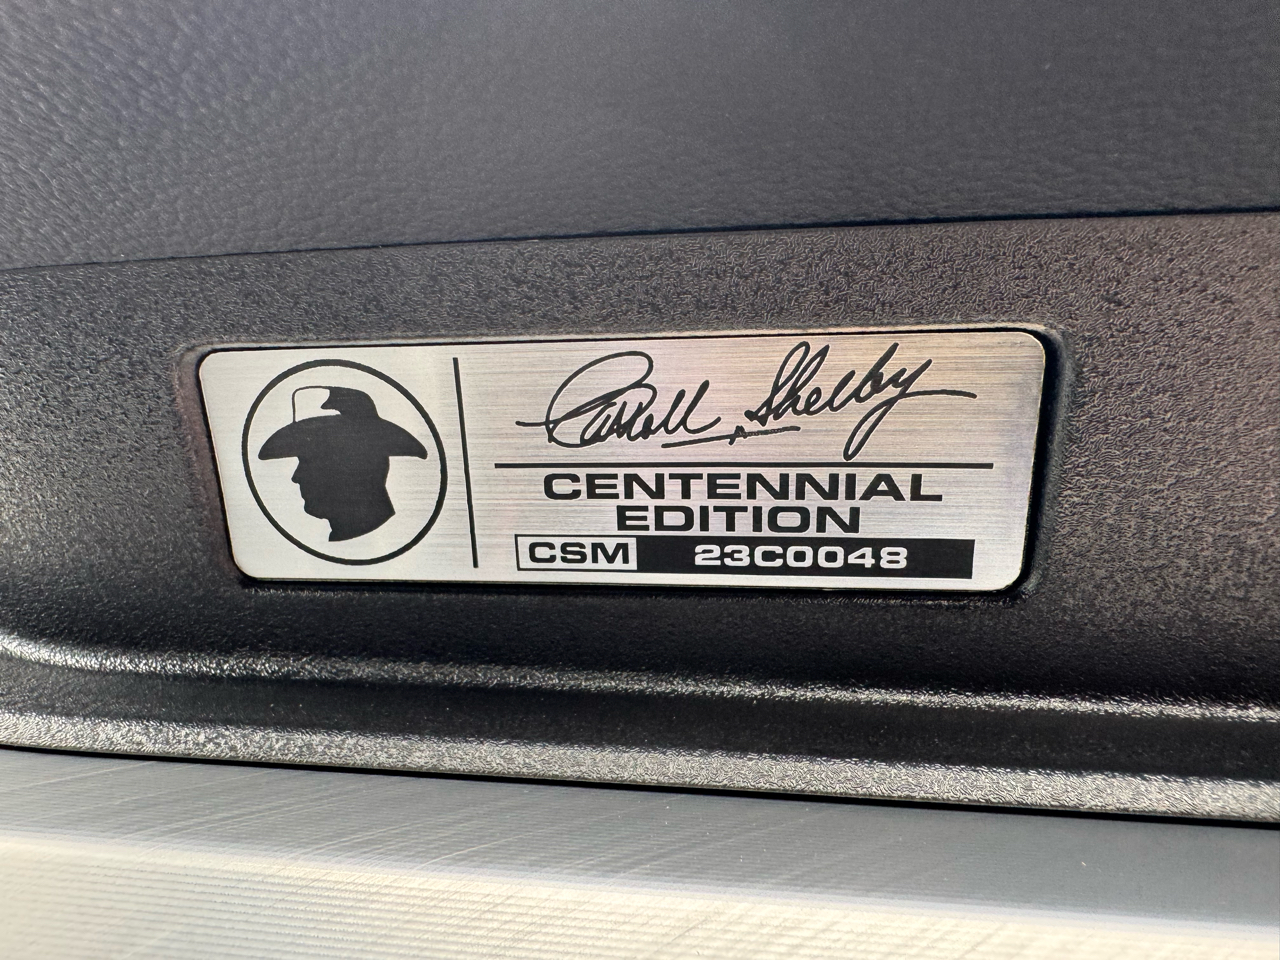 Carroll Shelby
CENTENNIAL
EDITION
CSM 23C0048